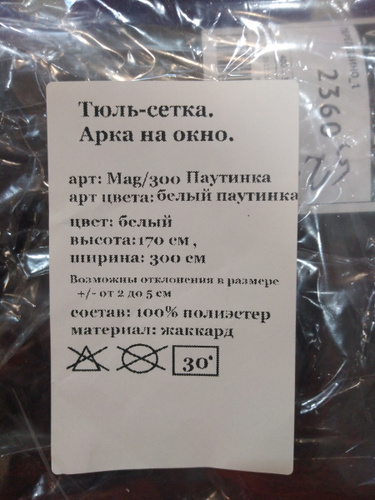 Тюль-сетка.
Арка на окно.
арт: Mag/300 Паутинка
арт цвета: белый паутинка
цвет: белый
высота:170 см ,
ширина: 300 см
Возможны отклонения в размере
+/- от 2 до 5 см
состав: 100% полиэстер
материал: жаккард
30°
2360